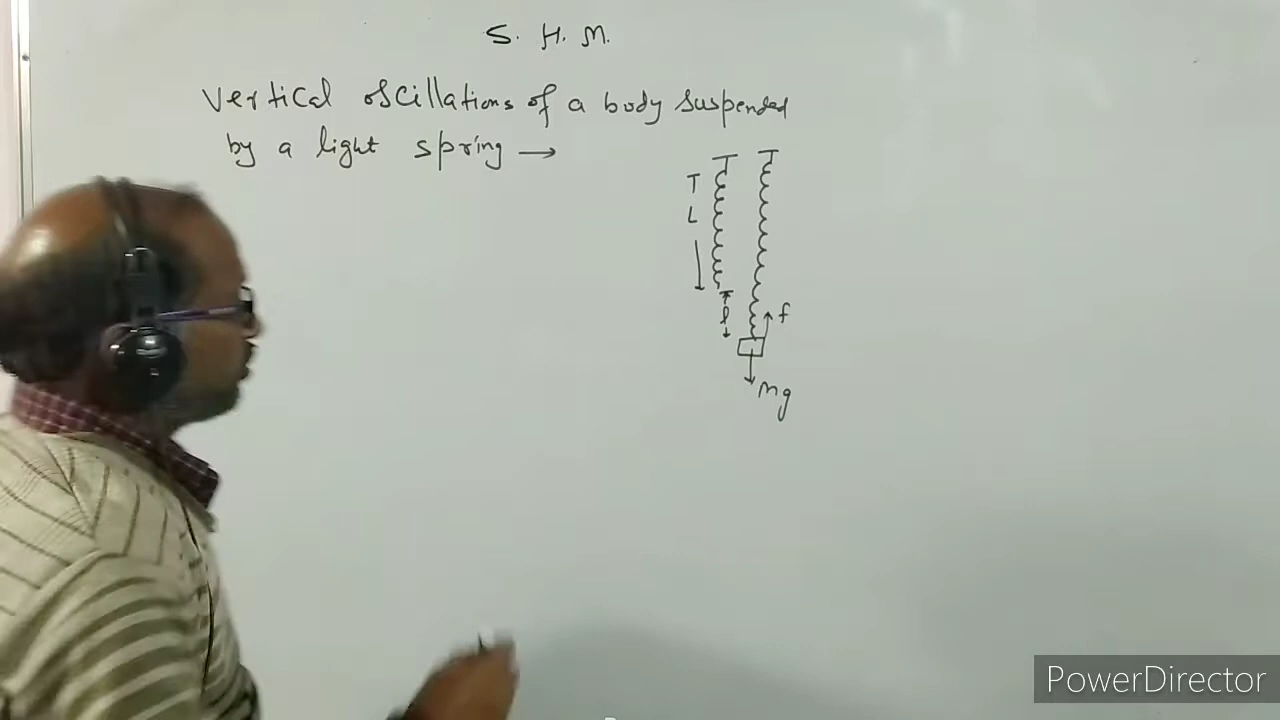 S. H. M.
Vertical oscillations of a body suspended
by a light spring →
L
l
f
mg
PowerDirector